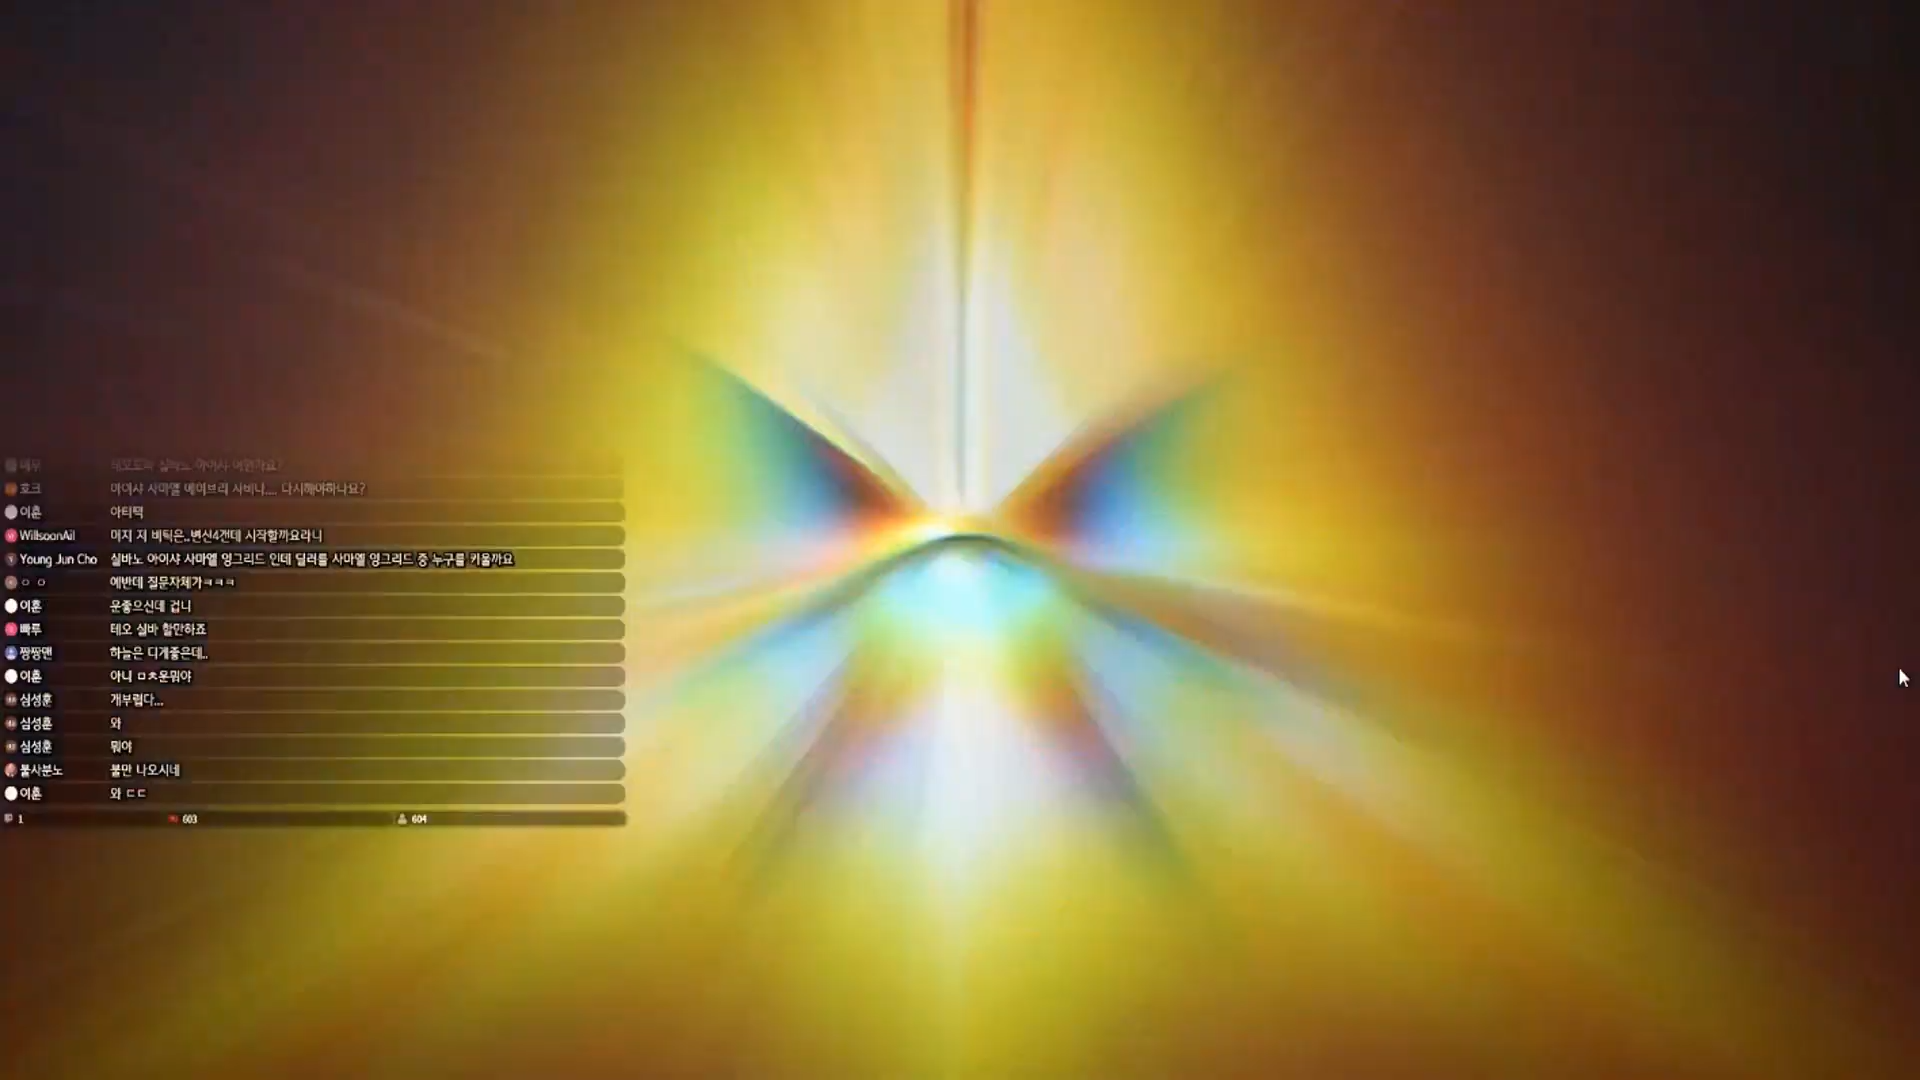 호크 아이샤 사마엘 에이브리 사비나.... 다시해야하나요?
이훈 아티팩
WillsoonAil 미지 지 비틱은..변신4갠데 시작할까요라니
Young Jun Cho 실바노 아이샤 사마엘 잉그리드 인데 딜러를 사마엘 잉그리드 중 누구를 키울까요
ㅇ ㅇ 예반데 질문자체가ㅋㅋㅋ
이훈 운좋으신데 겁니
빠루 테오 실바 할만하죠
짱짱맨 하늘은 디게좋은데..
이훈 아니 ㅁㅊ운뭐야
심성훈 개부럽다...
심성훈 와
심성훈 뭐야
불사분노 불만 나오시네
이훈 와 ㄷㄷ
1 603 604